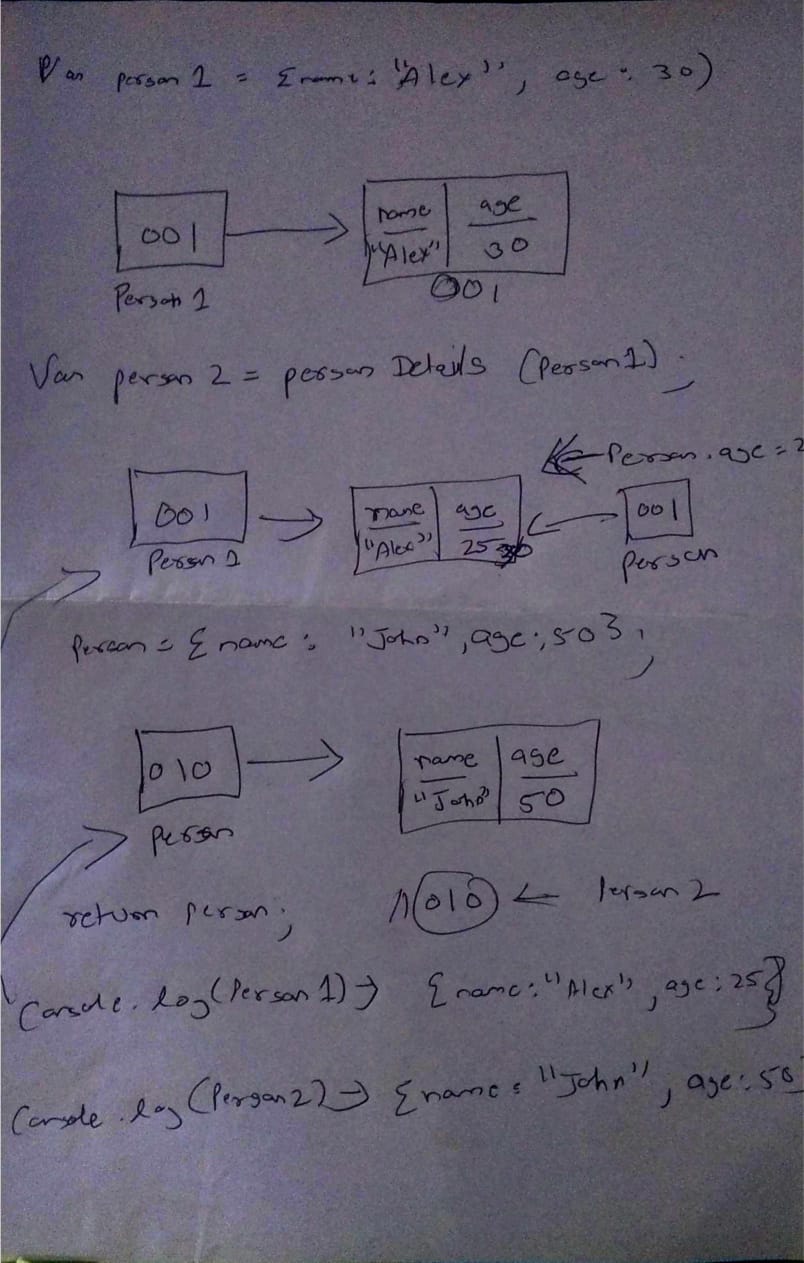 Var person 1 = {name: "Alex", age: 30)
001
name age
"Alex" 30
Person 1
001
Var person 2 = person Details (Person1);
Person.age = 2
001
name age
"Alex" 25
001
Person 1
person
Person = {name: "John", age:, 50};
010
name age
"John" 50
person
return person;
010 ← Person 2
Console.log(Person 1) → {name: "Alex", age: 25}
Console.log(Person2) → {name: "John", age: 50